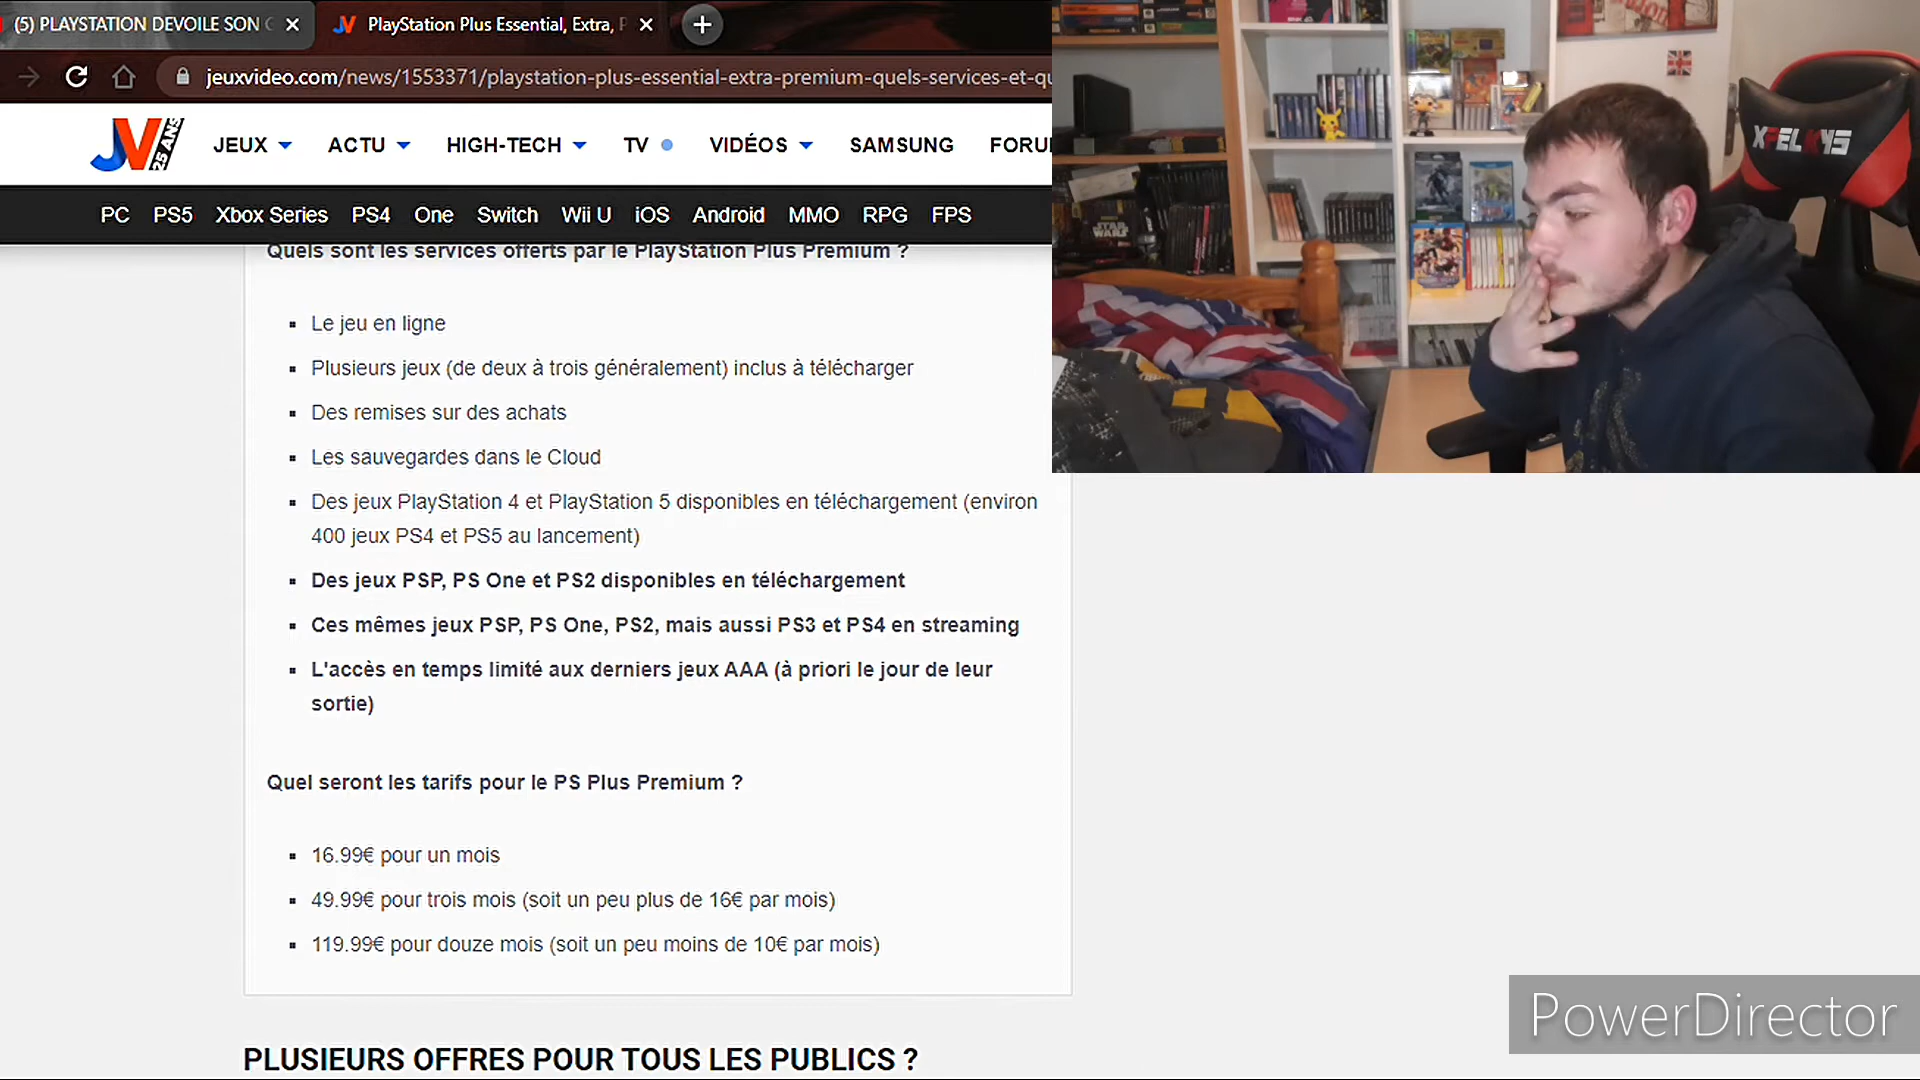 (5) PLAYSTATION DEVOILE SON
PlayStation Plus Essential, Extra,
jeuxvideo.com/news/1553371/playstation-plus-essential-extra-premium-quels-services-et-qu
JV 25 ANS
JEUX ACTU HIGH-TECH TV VIDÉOS SAMSUNG FORU
PC PS5 Xbox Series PS4 One Switch Wii U iOS Android MMO RPG FPS
Quels sont les services offerts par le PlayStation Plus Premium ?
Le jeu en ligne
Plusieurs jeux (de deux à trois généralement) inclus à télécharger
Des remises sur des achats
Les sauvegardes dans le Cloud
Des jeux PlayStation 4 et PlayStation 5 disponibles en téléchargement (environ
400 jeux PS4 et PS5 au lancement)
Des jeux PSP, PS One et PS2 disponibles en téléchargement
Ces mêmes jeux PSP, PS One, PS2, mais aussi PS3 et PS4 en streaming
L'accès en temps limité aux derniers jeux AAA (à priori le jour de leur
sortie)
Quel seront les tarifs pour le PS Plus Premium ?
16.99€ pour un mois
49.99€ pour trois mois (soit un peu plus de 16€ par mois)
119.99€ pour douze mois (soit un peu moins de 10€ par mois)
PLUSIEURS OFFRES POUR TOUS LES PUBLICS ?
STAR
WARS
PowerDirector